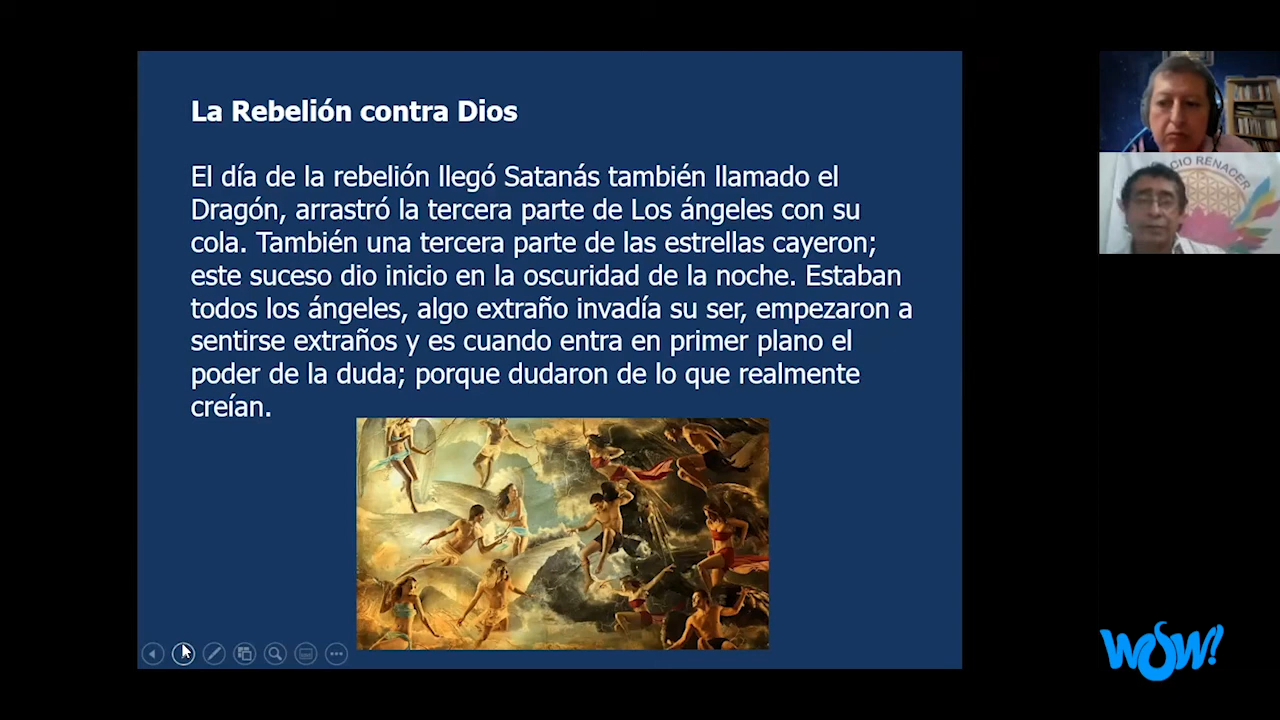 La Rebelión contra Dios
El día de la rebelión llegó Satanás también llamado el
Dragón, arrastró la tercera parte de Los ángeles con su
cola. También una tercera parte de las estrellas cayeron;
este suceso dio inicio en la oscuridad de la noche. Estaban
todos los ángeles, algo extraño invadía su ser, empezaron a
sentirse extraños y es cuando entra en primer plano el
poder de la duda; porque dudaron de lo que realmente
creían.
RENACER
WOW!